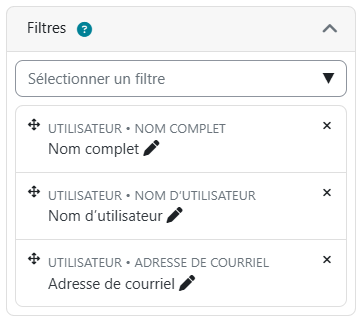 Filtres ?
Sélectionner un filtre
UTILISATEUR • NOM COMPLET
Nom complet
UTILISATEUR • NOM D’UTILISATEUR
Nom d’utilisateur
UTILISATEUR • ADRESSE DE COURRIEL
Adresse de courriel